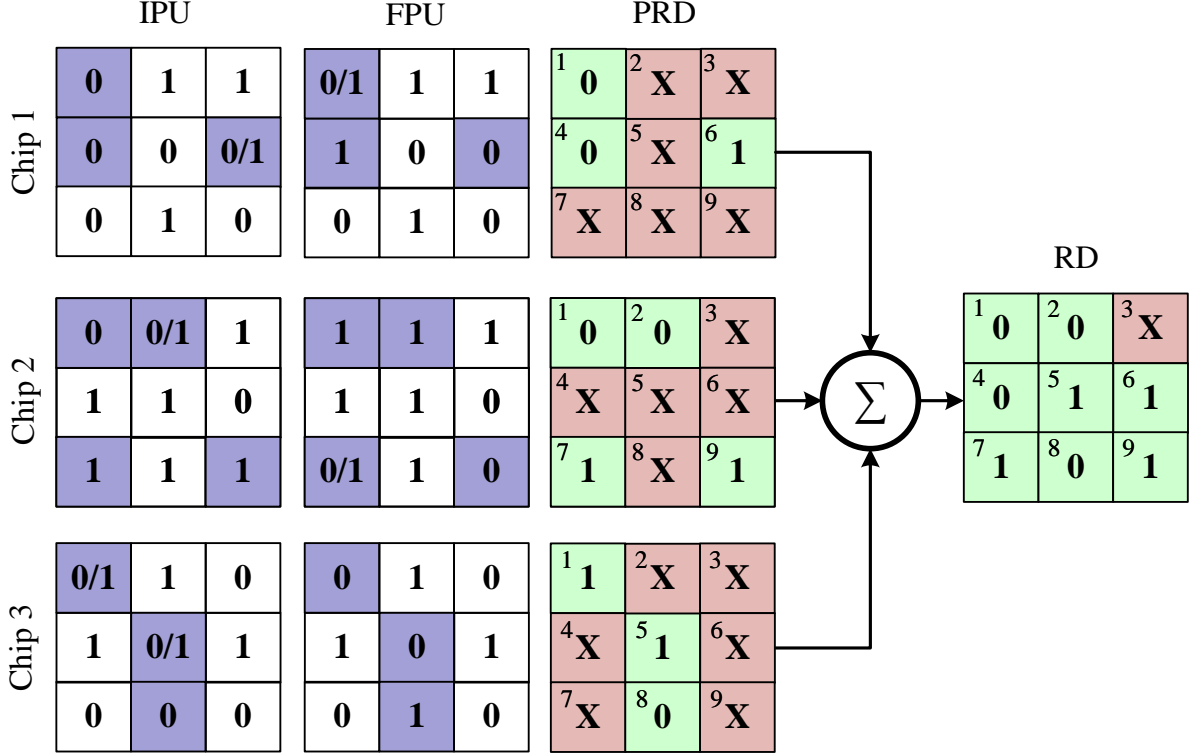 IPU FPU PRD
Chip 1
0 1 1 0/1 1 1 1 0 2 X 3 X
0 0 0/1 1 0 0 4 0 5 X 6 1
0 1 0 0 1 0 7 X 8 X 9 X
Chip 2
0 0/1 1 1 1 1 1 0 2 0 3 X
1 1 0 1 1 0 4 X 5 X 6 X
1 1 1 0/1 1 0 7 1 8 X 9 1
Chip 3
0/1 1 0 0 1 0 1 1 2 X 3 X
1 0/1 1 1 0 1 4 X 5 1 6 X
0 0 0 0 1 0 7 X 8 0 9 X
Σ
RD
1 0 2 0 3 X
4 0 5 1 6 1
7 1 8 0 9 1